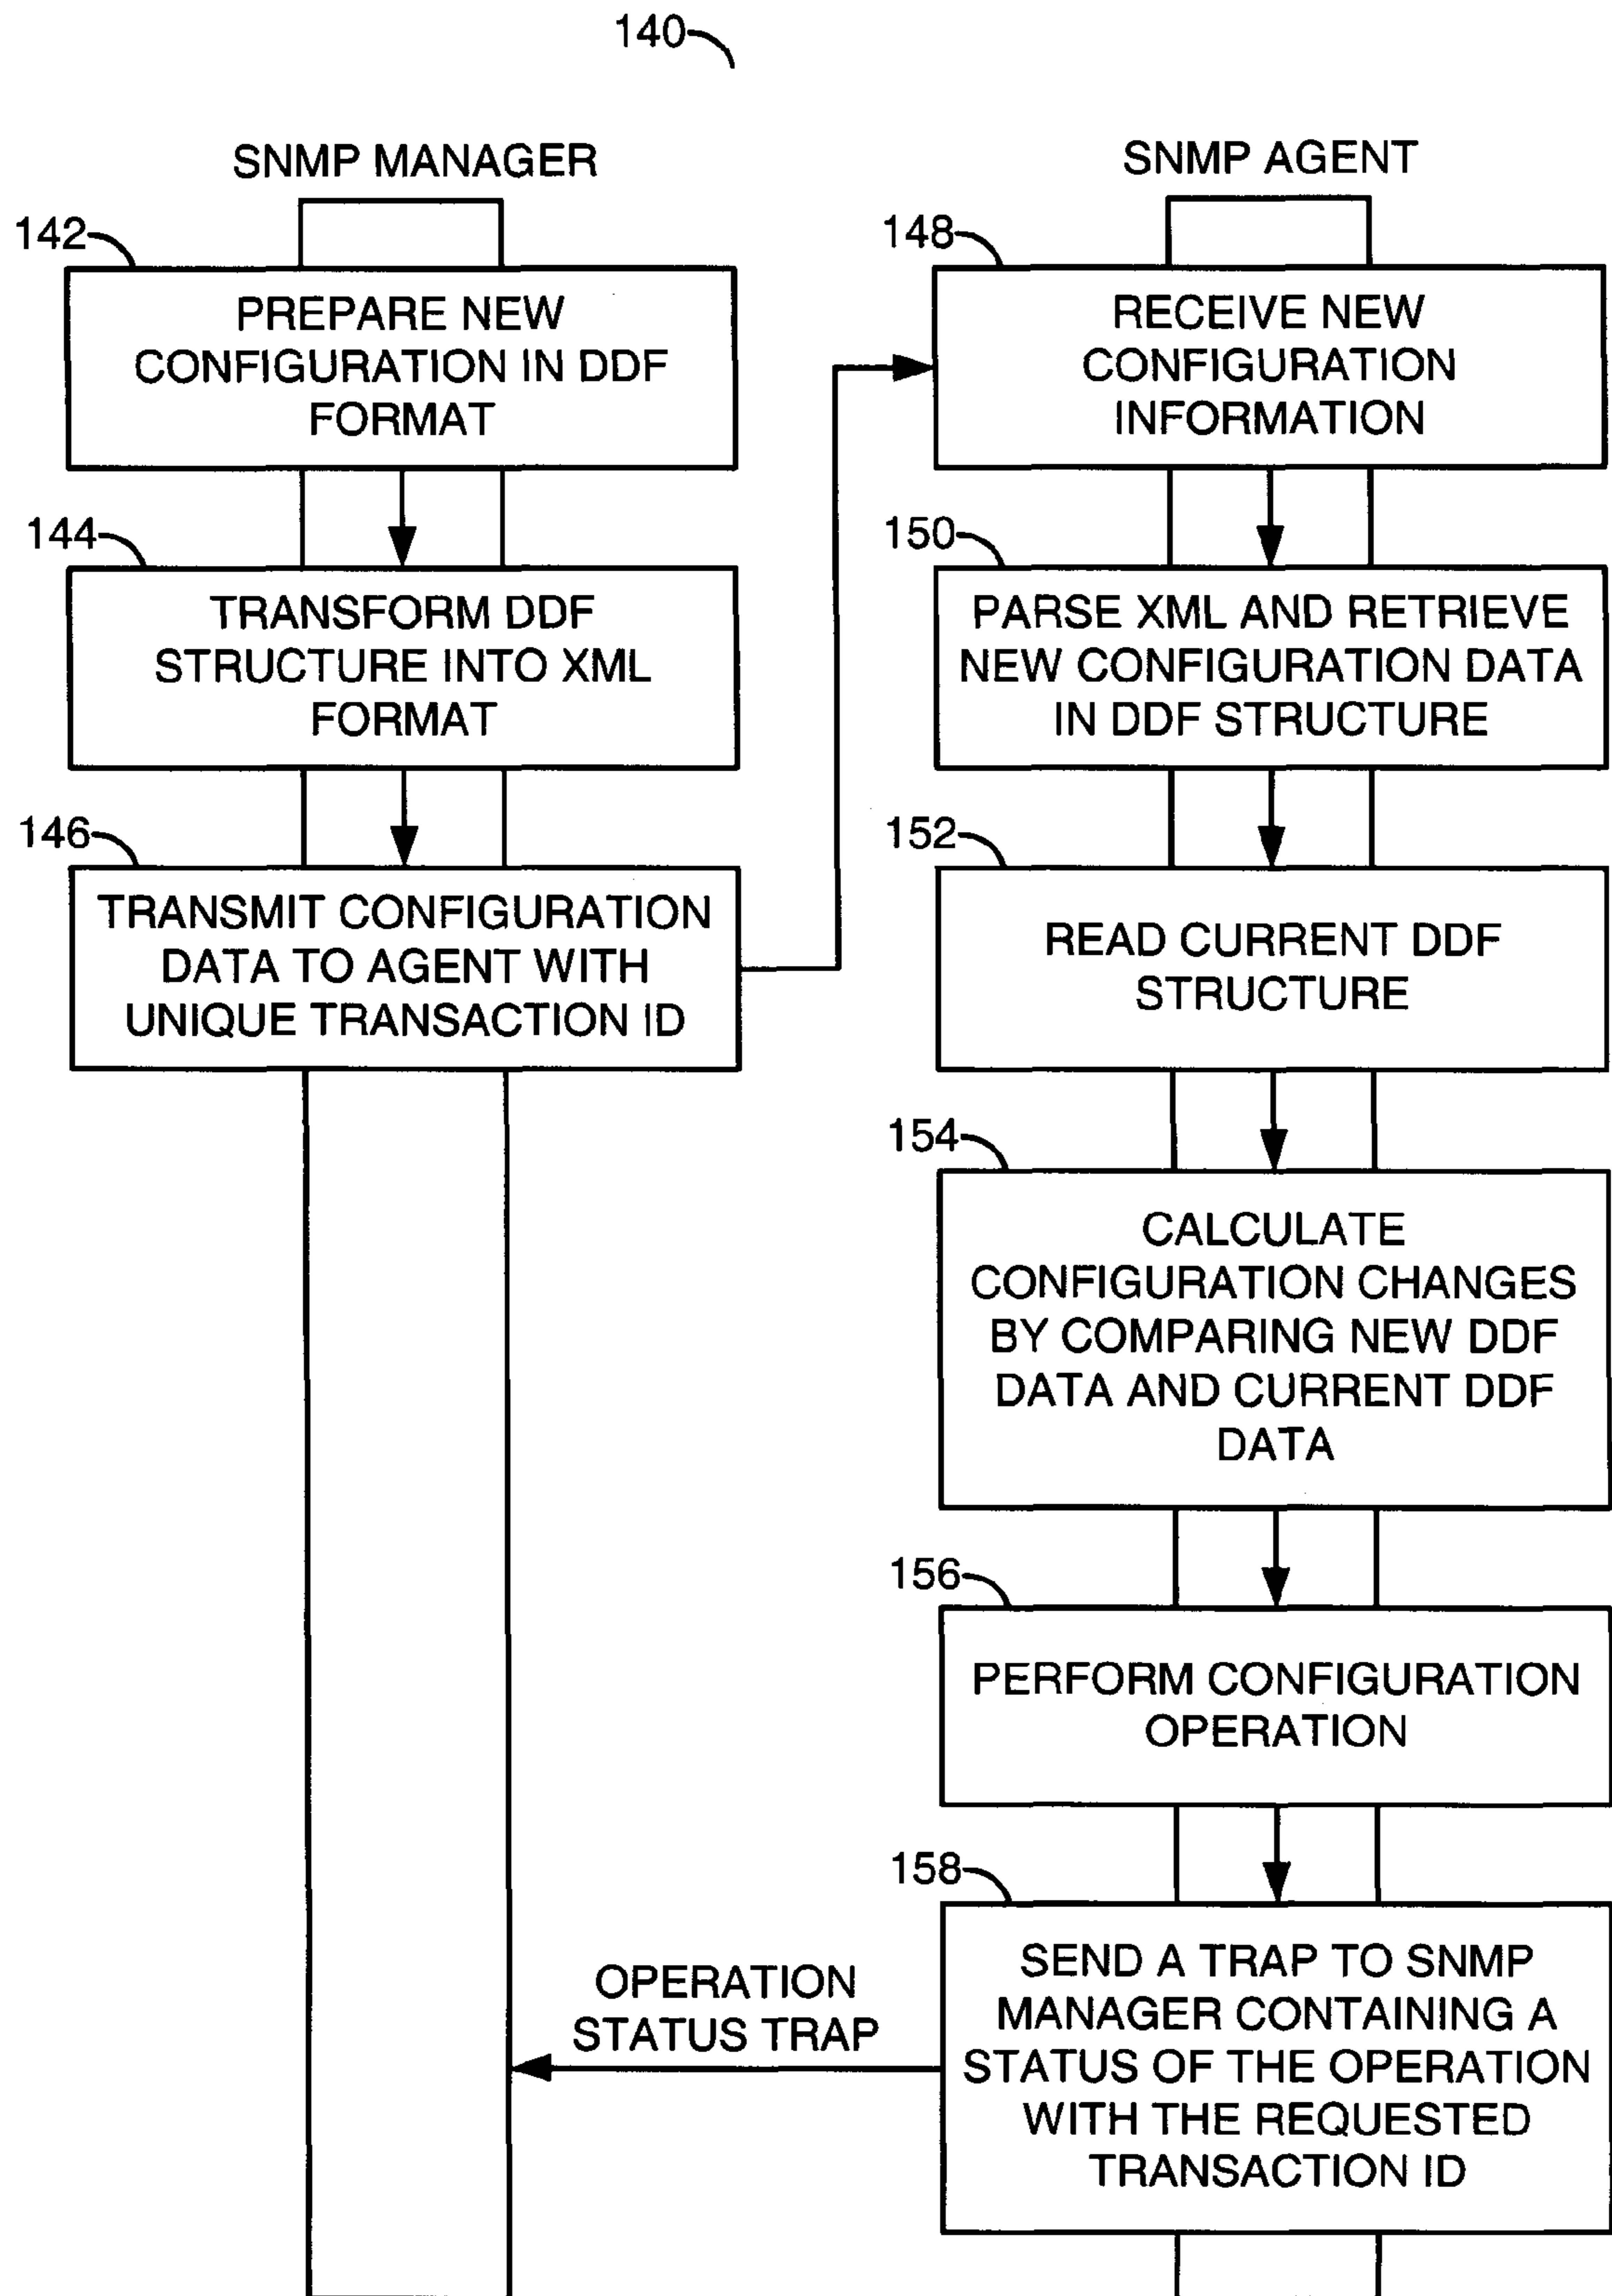 140
SNMP MANAGER
142
PREPARE NEW
CONFIGURATION IN DDF
FORMAT
144
TRANSFORM DDF
STRUCTURE INTO XML
FORMAT
146
TRANSMIT CONFIGURATION
DATA TO AGENT WITH
UNIQUE TRANSACTION ID
SNMP AGENT
148
RECEIVE NEW
CONFIGURATION
INFORMATION
150
PARSE XML AND RETRIEVE
NEW CONFIGURATION DATA
IN DDF STRUCTURE
152
READ CURRENT DDF
STRUCTURE
154
CALCULATE
CONFIGURATION CHANGES
BY COMPARING NEW DDF
DATA AND CURRENT DDF
DATA
156
PERFORM CONFIGURATION
OPERATION
158
SEND A TRAP TO SNMP
MANAGER CONTAINING A
STATUS OF THE OPERATION
WITH THE REQUESTED
TRANSACTION ID
OPERATION
STATUS TRAP